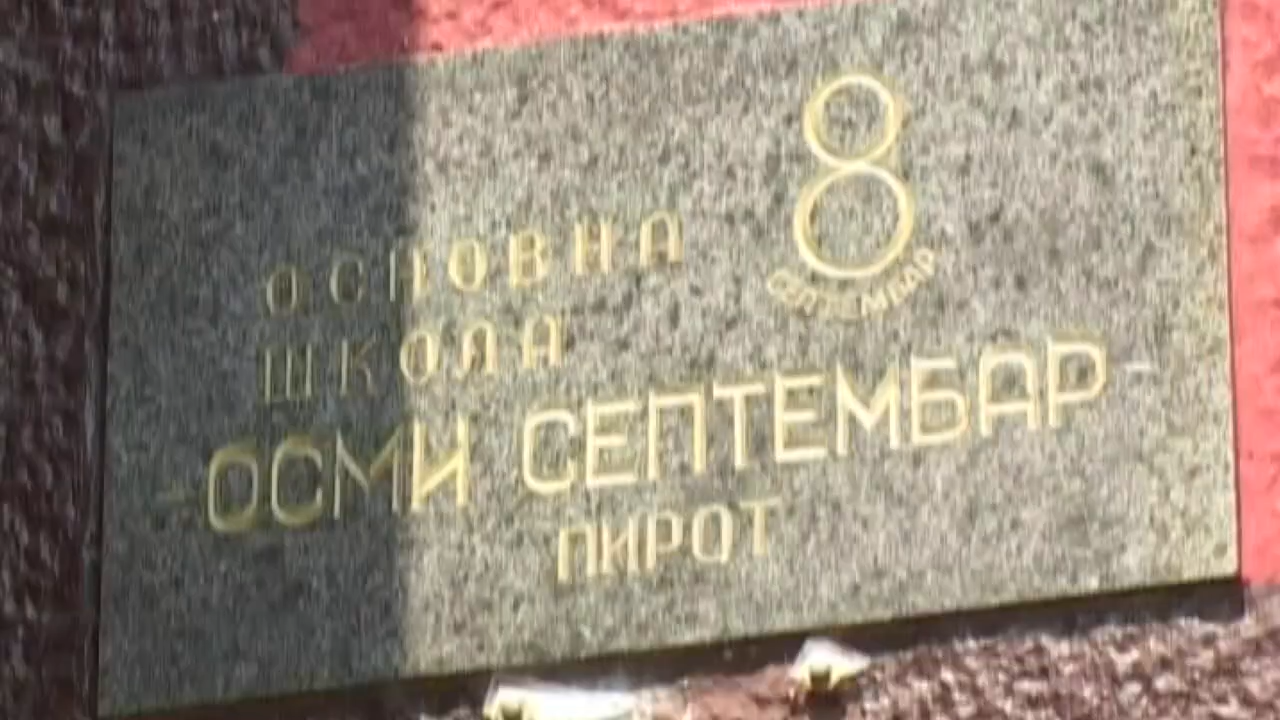 8
СЕПТЕМБАР
ОСНОВНА
ШКОЛА
-ОСМИ СЕПТЕМБАР-
ПИРОТ